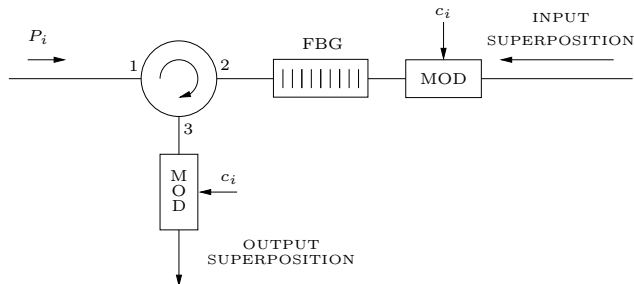 c_i
INPUT
P_i
FBG
SUPERPOSITION
1
2
MOD
3
M
O
D
c_i
OUTPUT
SUPERPOSITION